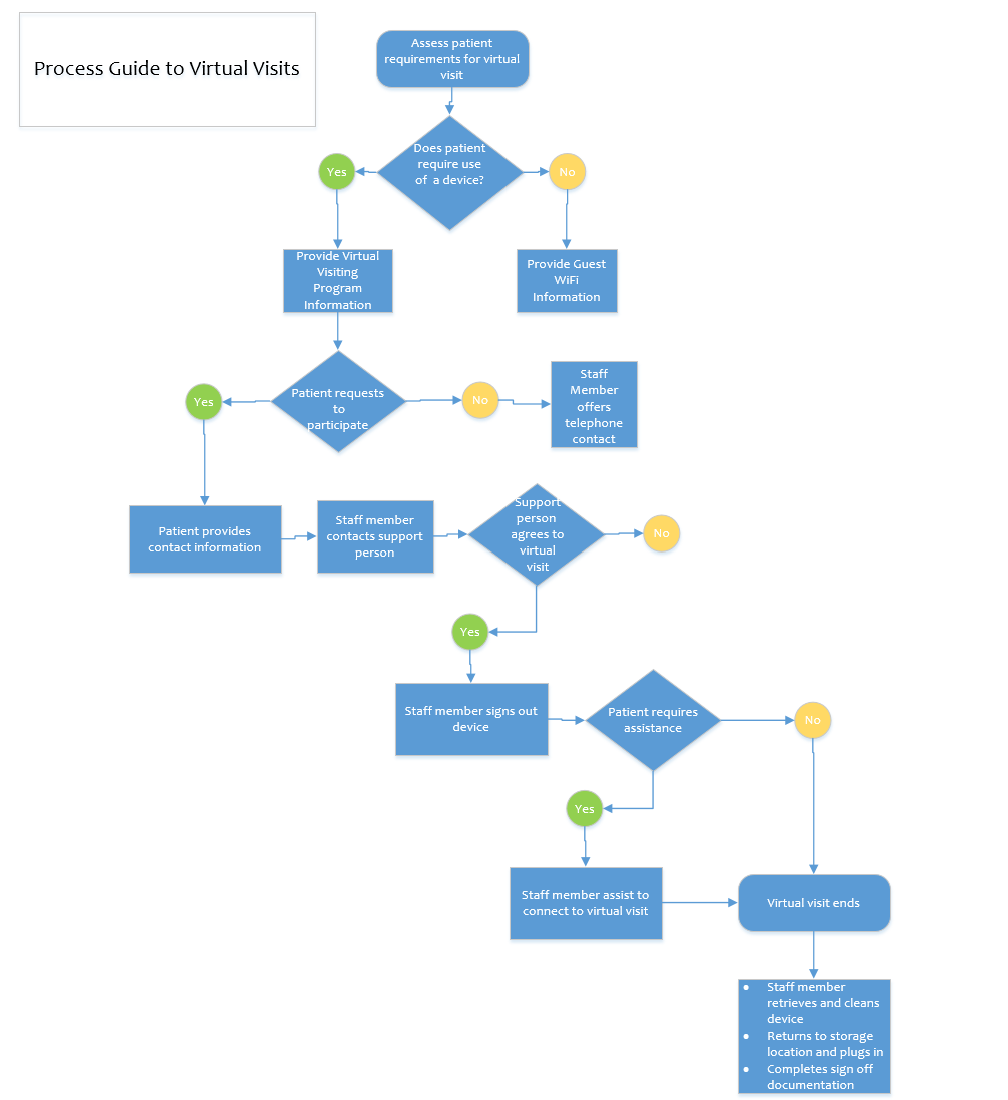 Process Guide to Virtual Visits
Assess patient
requirements for virtual
visit
Does patient
require use
of a device?
Yes
No
Provide Virtual
Visiting
Program
Information
Provide Guest
WiFi
Information
Patient requests
to
participate
Yes
No
Staff
Member
offers
telephone
contact
Patient provides
contact information
Staff member
contacts support
person
Support
person
agrees to
virtual
visit
No
Yes
Staff member signs out
device
Patient requires
assistance
No
Yes
Staff member assist to
connect to virtual visit
Virtual visit ends
• Staff member
retrieves and cleans
device
• Returns to storage
location and plugs in
• Completes sign off
documentation